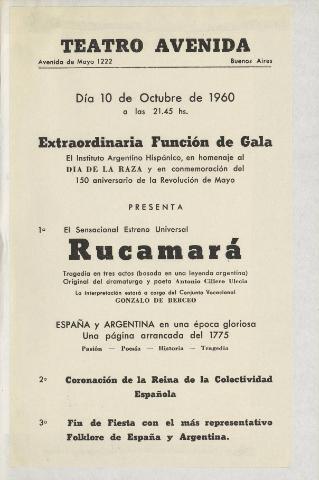 TEATRO AVENIDA
Avenida de Mayo 1222 Buenos Aires
Día 10 de Octubre de 1960
a las 21.45 hs.
Extraordinaria Función de Gala
El Instituto Argentino Hispánico, en homenaje al
DIA DE LA RAZA y en conmemoración del
150 aniversario de la Revolución de Mayo
PRESENTA
1º El Sensacional Estreno Universal
Rucamará
Tragedia en tres actos (basada en una leyenda argentina)
Original del dramaturgo y poeta Antonio Cillero Ulecia
La interpretación estará a cargo del Conjunto Vocacional
GONZALO DE BERCEO
ESPAÑA y ARGENTINA en una época gloriosa
Una página arrancada del 1775
Pasión — Poesía — Historia — Tragedia
2º Coronación de la Reina de la Colectividad
Española
3º Fin de Fiesta con el más representativo
Folklore de España y Argentina.